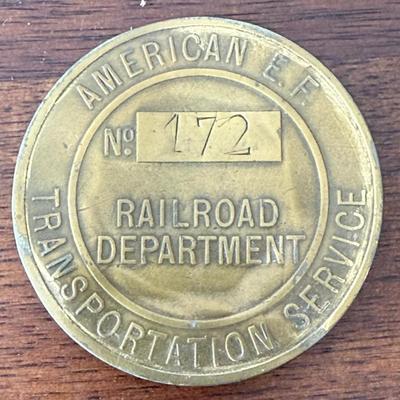 AMERICAN E.F.
No. 172
RAILROAD
DEPARTMENT
TRANSPORTATION SERVICE